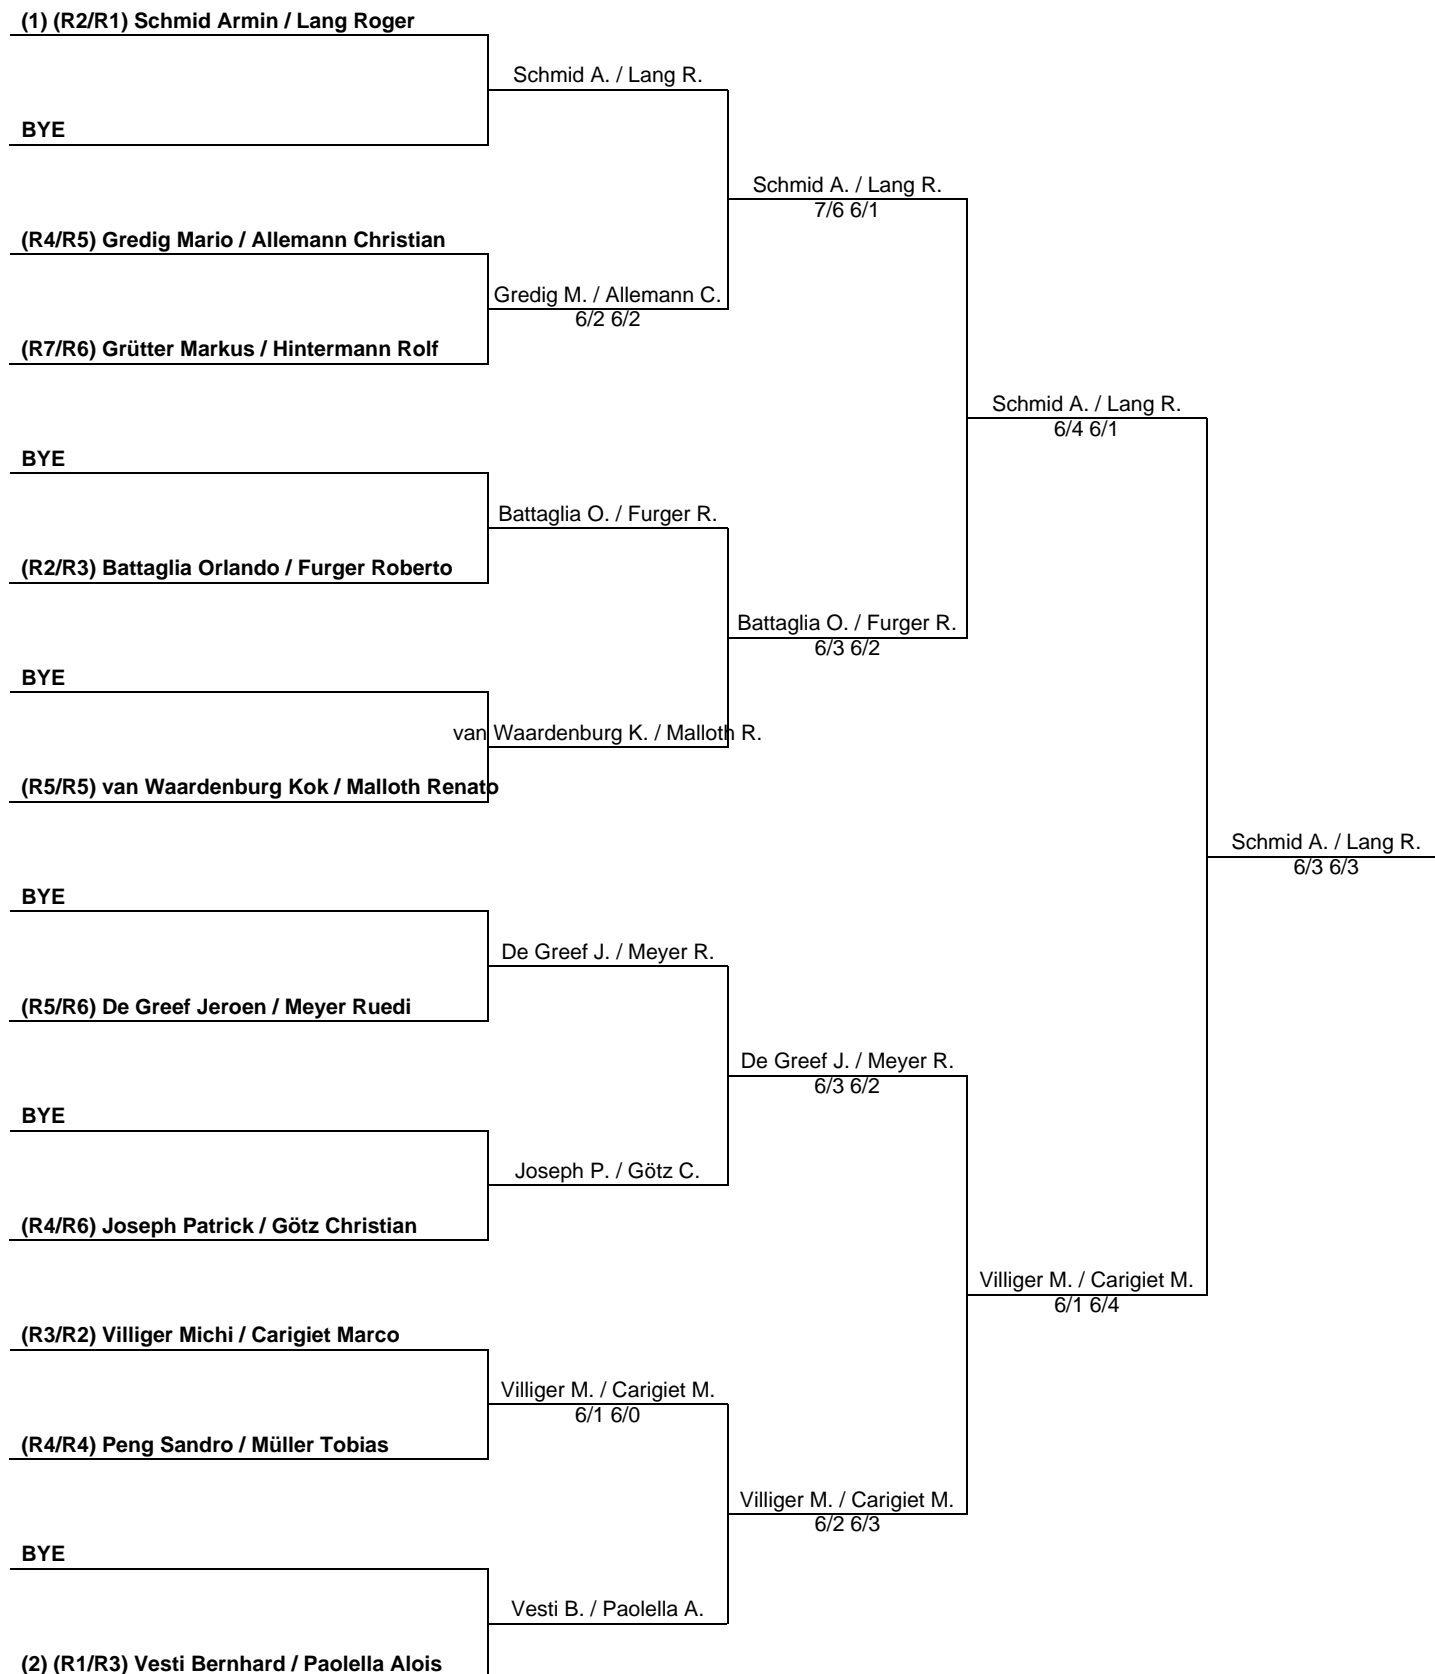 (1) (R2/R1) Schmid Armin / Lang Roger
Schmid A. / Lang R.
BYE
Schmid A. / Lang R.
7/6 6/1
(R4/R5) Gredig Mario / Allemann Christian
Gredig M. / Allemann C.
6/2 6/2
(R7/R6) Grütter Markus / Hintermann Rolf
Schmid A. / Lang R.
6/4 6/1
BYE
Battaglia O. / Furger R.
(R2/R3) Battaglia Orlando / Furger Roberto
Battaglia O. / Furger R.
6/3 6/2
BYE
van Waardenburg K. / Malloth R.
(R5/R5) van Waardenburg Kok / Malloth Renato
Schmid A. / Lang R.
6/3 6/3
BYE
De Greef J. / Meyer R.
(R5/R6) De Greef Jeroen / Meyer Ruedi
De Greef J. / Meyer R.
6/3 6/2
BYE
Joseph P. / Götz C.
(R4/R6) Joseph Patrick / Götz Christian
Villiger M. / Carigiet M.
6/1 6/4
(R3/R2) Villiger Michi / Carigiet Marco
Villiger M. / Carigiet M.
6/1 6/0
(R4/R4) Peng Sandro / Müller Tobias
Villiger M. / Carigiet M.
6/2 6/3
BYE
Vesti B. / Paolella A.
(2) (R1/R3) Vesti Bernhard / Paolella Alois